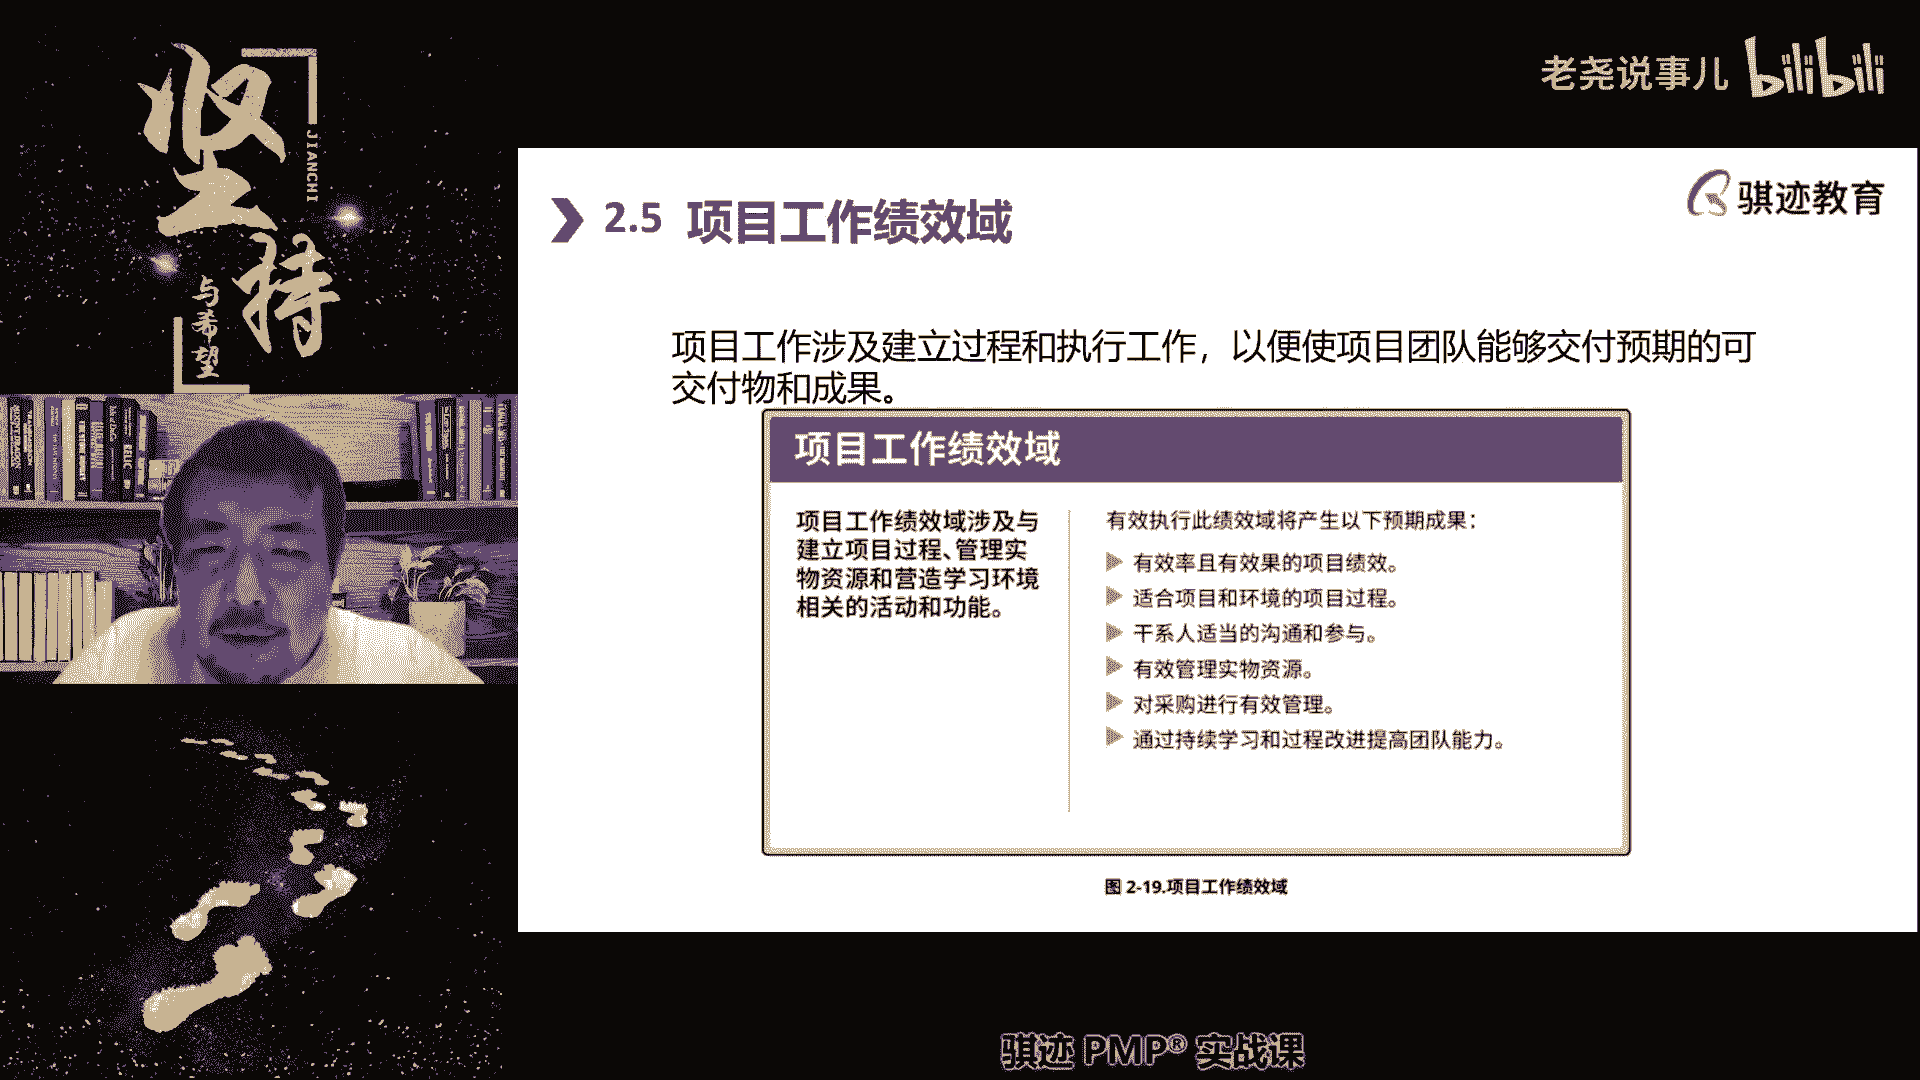 坚持
JIANCHI
与希望
老尧说事儿 bilibili
骐迹教育
2.5 项目工作绩效域
项目工作涉及建立过程和执行工作，以便使项目团队能够交付预期的可
交付物和成果。
项目工作绩效域
项目工作绩效域涉及与
建立项目过程、管理实
物资源和营造学习环境
相关的活动和功能。
有效执行此绩效域将产生以下预期成果：
有效率且有效果的项目绩效。
适合项目和环境的项目过程。
干系人适当的沟通和参与。
有效管理实物资源。
对采购进行有效管理。
通过持续学习和过程改进提高团队能力。
图 2-19.项目工作绩效域
骐迹 PMP® 实战课